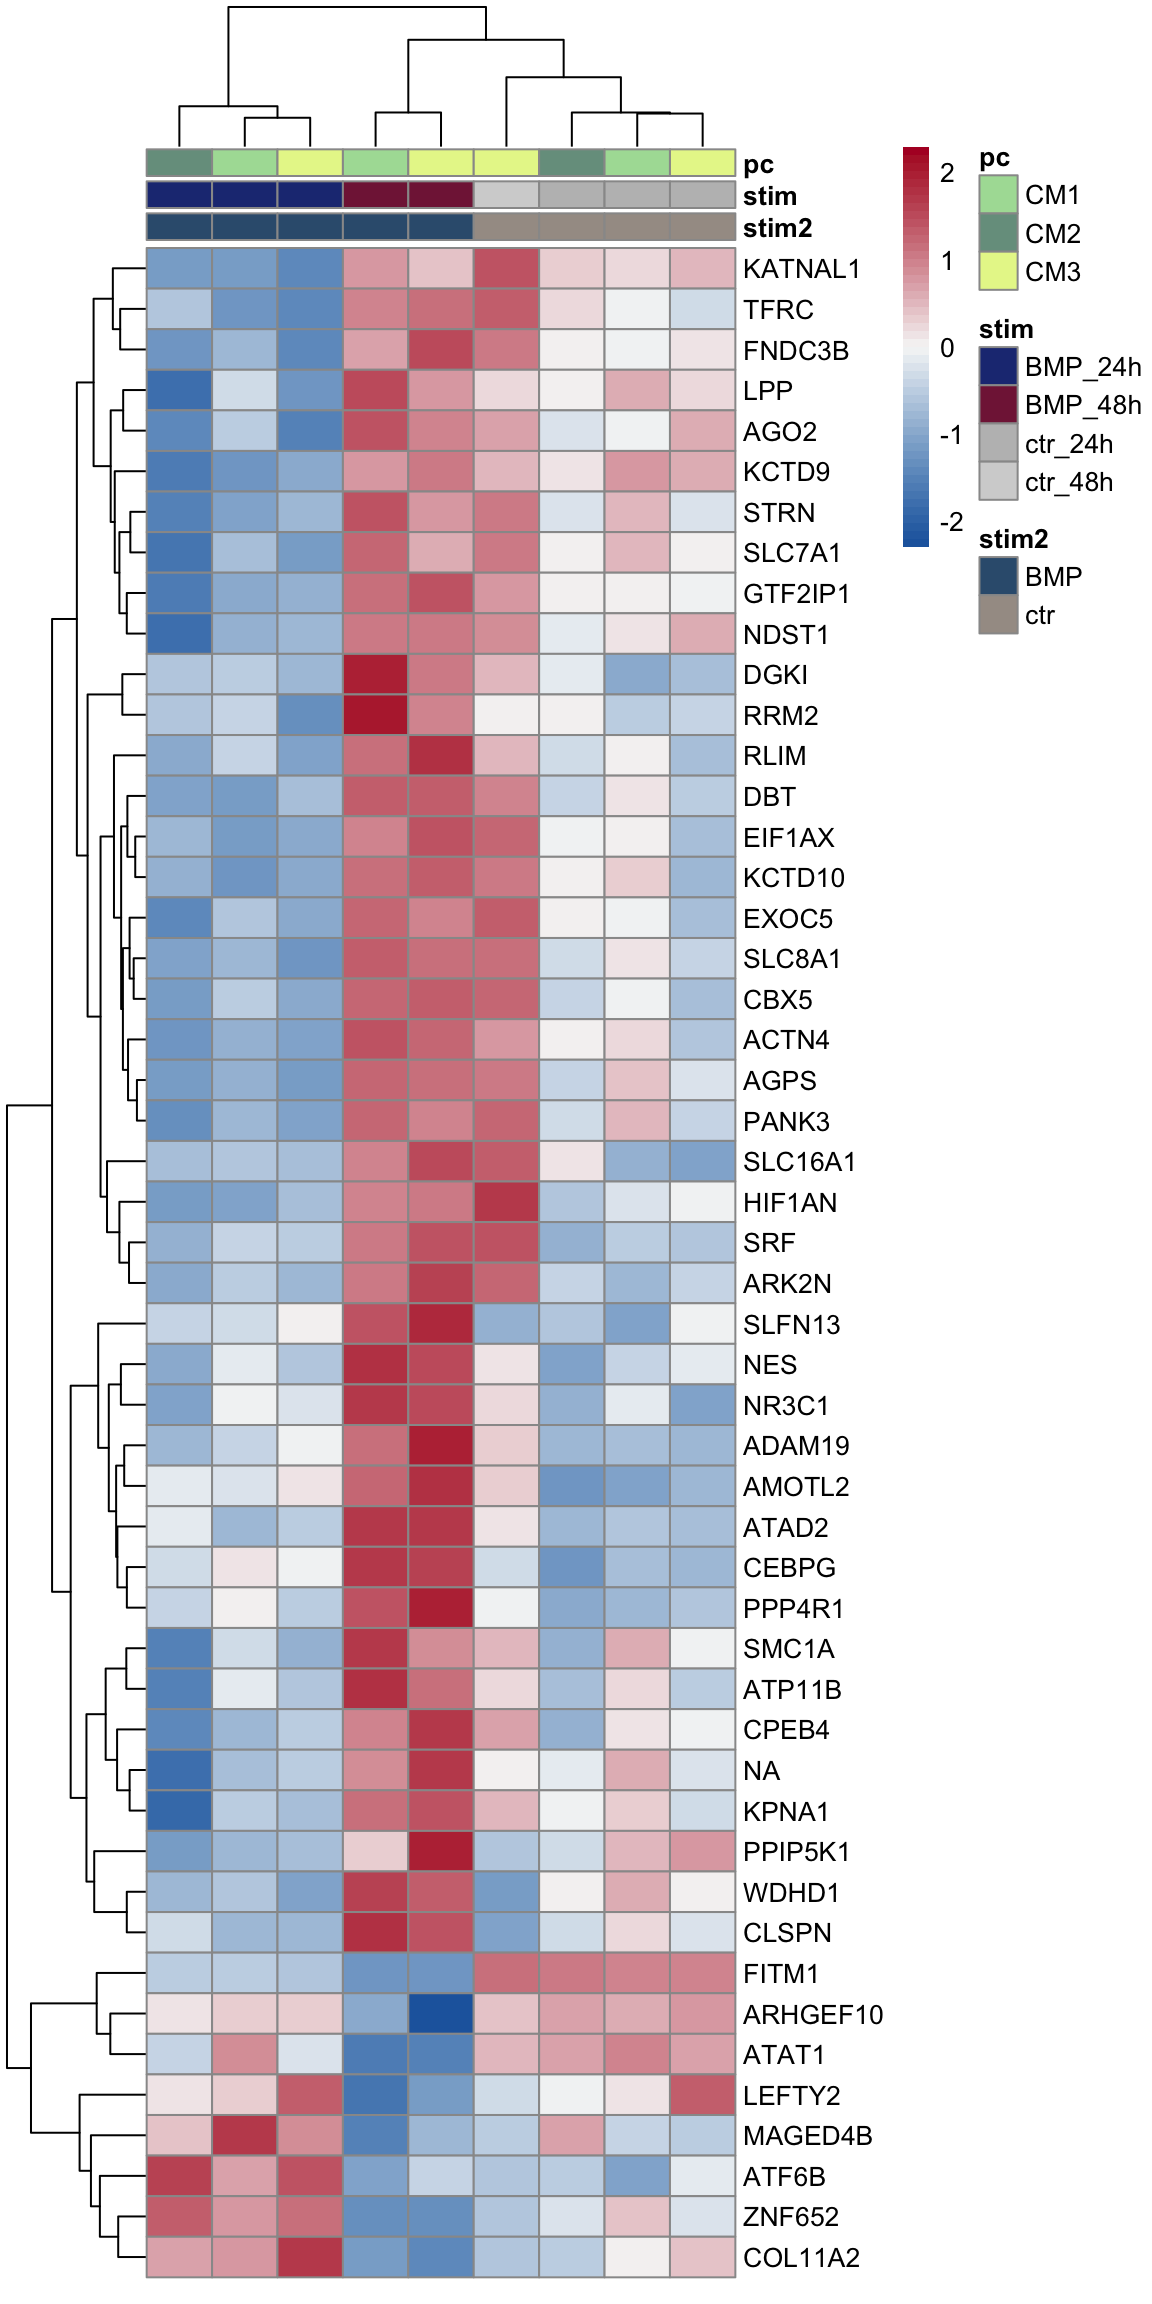 pc
stim
stim2
KATNAL1
TFRC
FNDC3B
LPP
AGO2
KCTD9
STRN
SLC7A1
GTF2IP1
NDST1
DGKI
RRM2
RLIM
DBT
EIF1AX
KCTD10
EXOC5
SLC8A1
CBX5
ACTN4
AGPS
PANK3
SLC16A1
HIF1AN
SRF
ARK2N
SLFN13
NES
NR3C1
ADAM19
AMOTL2
ATAD2
CEBPG
PPP4R1
SMC1A
ATP11B
CPEB4
NA
KPNA1
PPIP5K1
WDHD1
CLSPN
FITM1
ARHGEF10
ATAT1
LEFTY2
MAGED4B
ATF6B
ZNF652
COL11A2
2
1
0
-1
-2
pc
CM1
CM2
CM3
stim
BMP_24h
BMP_48h
ctr_24h
ctr_48h
stim2
BMP
ctr